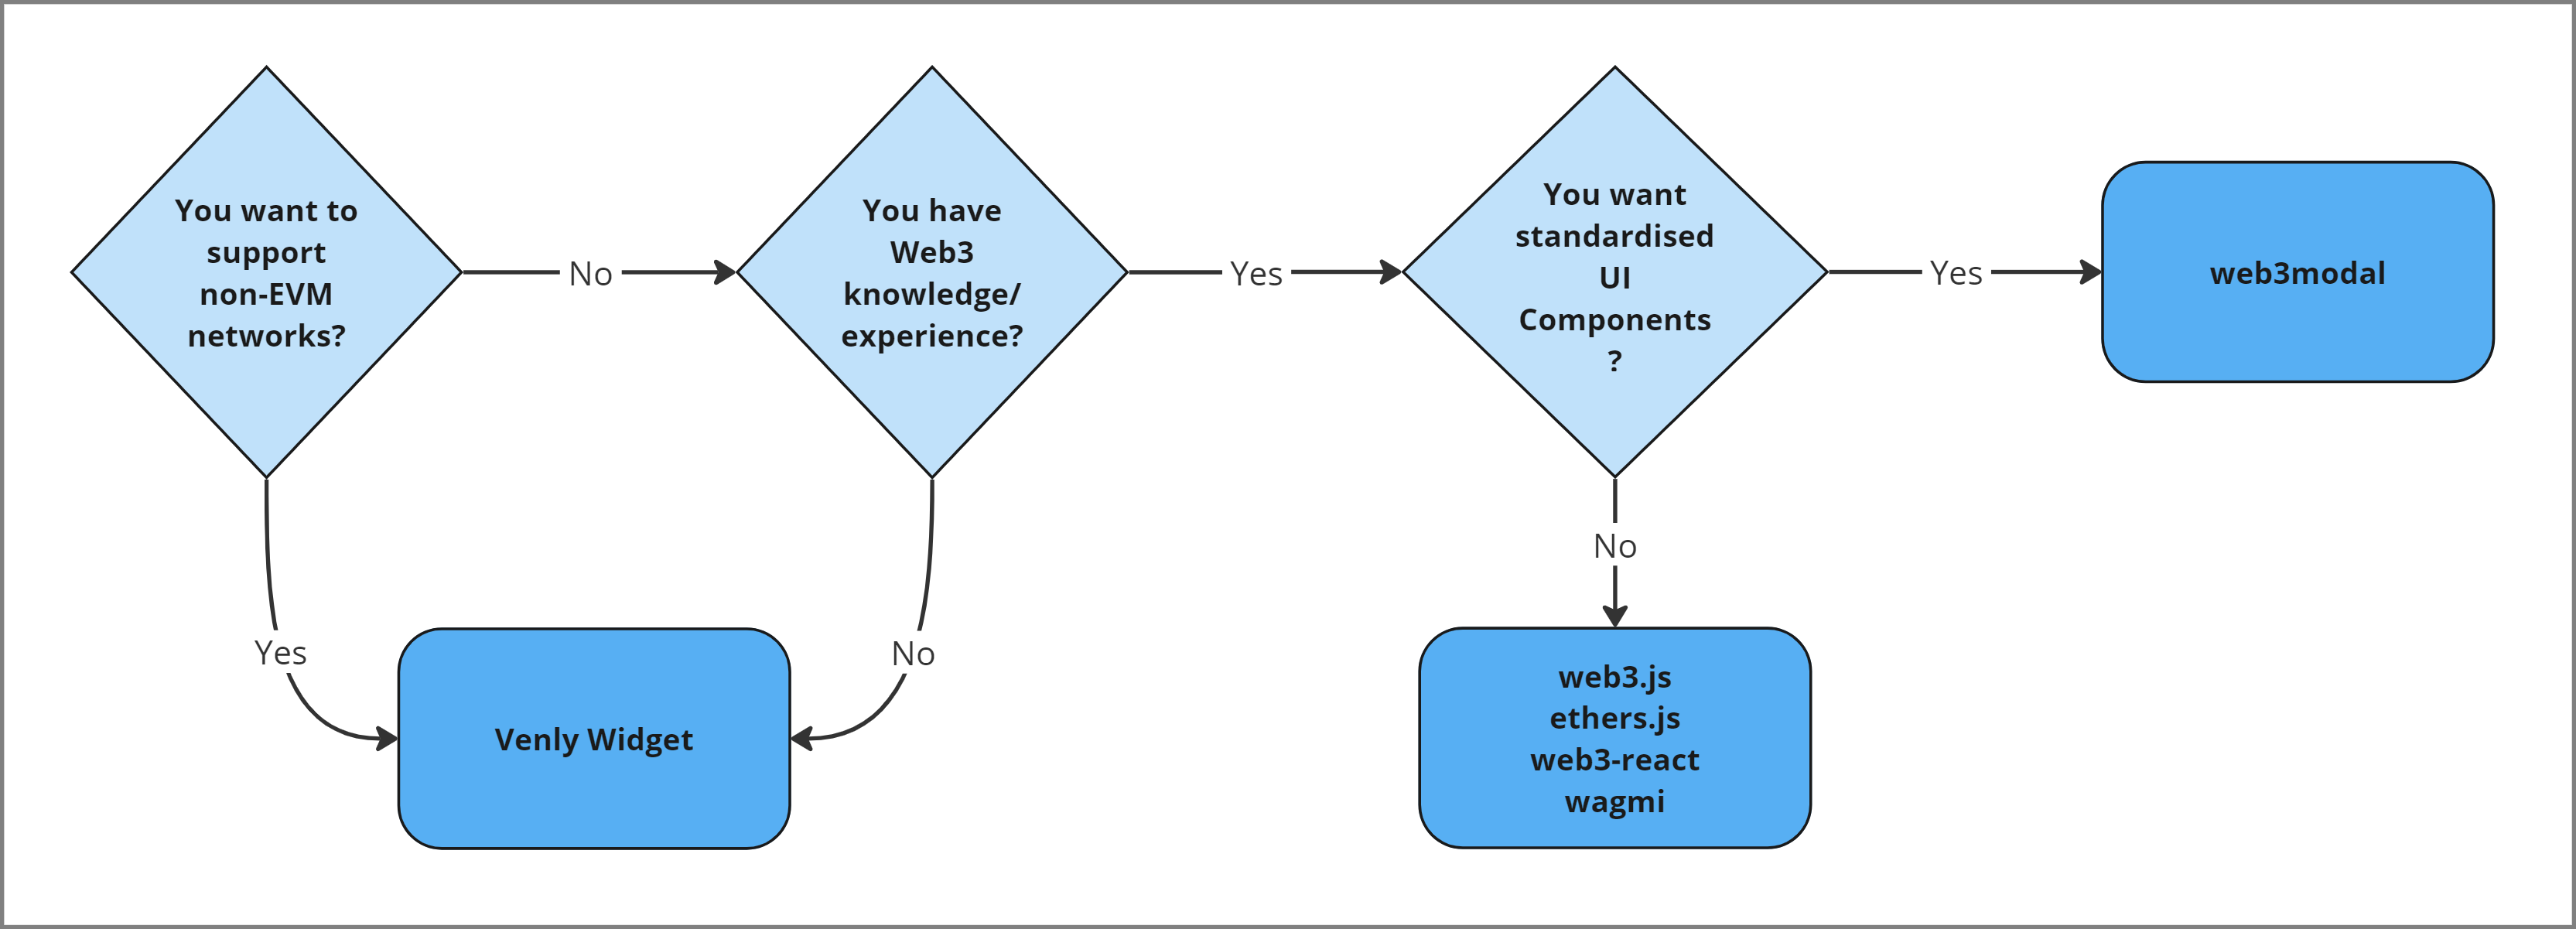 You want to
support
non-EVM
networks?
No
You have
Web3
knowledge/
experience?
Yes
You want
standardised
UI
Components
?
Yes
web3modal
Yes
Venly Widget
No
No
web3.js
ethers.js
web3-react
wagmi